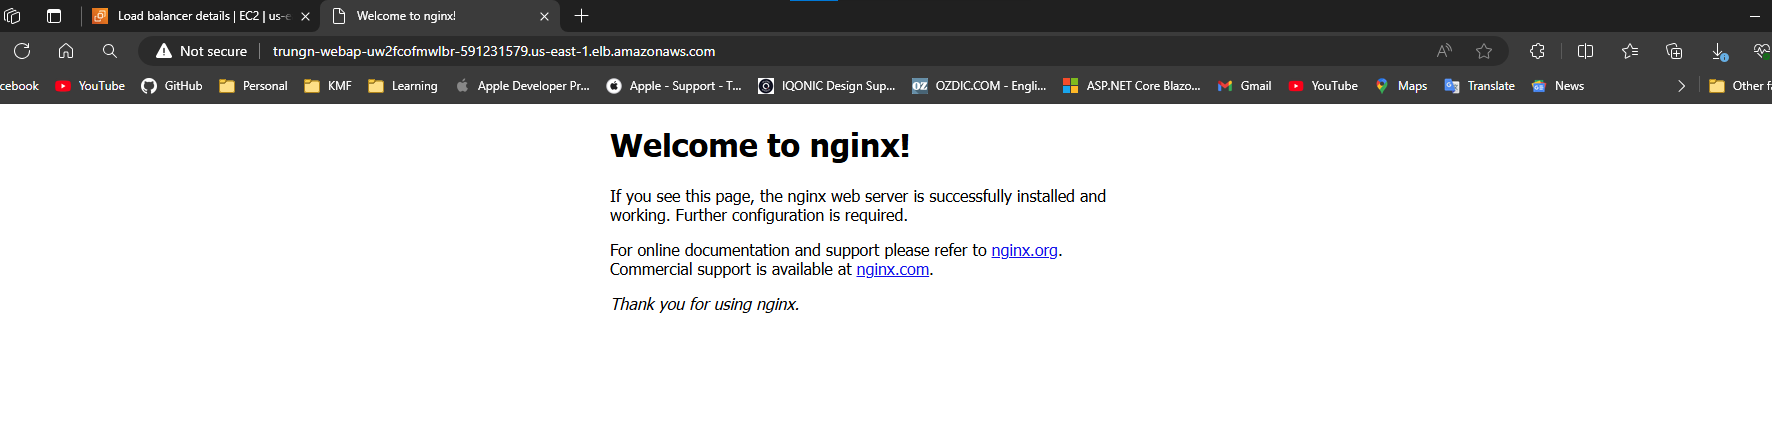 Load balancer details | EC2 | us-e
Welcome to nginx!
Not secure
trungn-webap-uw2fcofmwlbr-591231579.us-east-1.elb.amazonaws.com
cebook YouTube GitHub Personal KMF Learning Apple Developer Pr... Apple - Support - T... IQONIC Design Sup... OZ OZDIC.COM - Engli... ASP.NET Core Blazo... Gmail YouTube Maps Translate News Other fa
Welcome to nginx!
If you see this page, the nginx web server is successfully installed and
working. Further configuration is required.
For online documentation and support please refer to nginx.org.
Commercial support is available at nginx.com.
Thank you for using nginx.